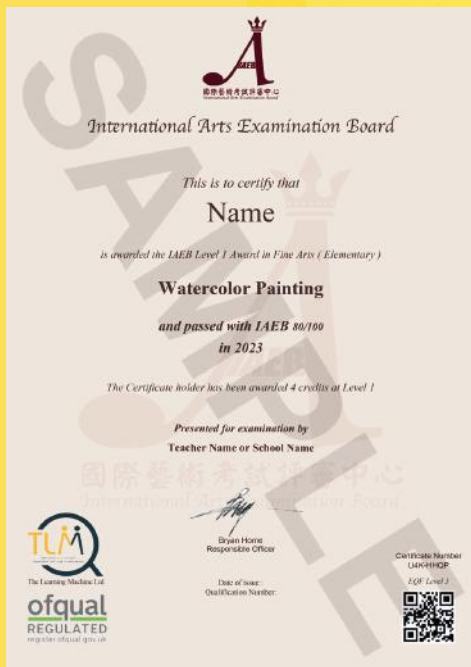 IAEB
國際藝術考試評審中心
International Arts Examination Board
International Arts Examination Board
This is to certify that
Name
is awarded the IAEB Level 1 Award in Fine Arts ( Elementary )
Watercolor Painting
and passed with IAEB 80/100
in 2023
The Certificate holder has been awarded 4 credits at Level 1
Presented for examination by
Teacher Name or School Name
SAMPLE
IAEB
國際藝術考試評審中心
International Arts Examination Board
Bryan Horne
Responsible Officer
TLM
The Learning Machine Ltd
Date of issue:
Qualification Number:
Certificate Number
U4K-HHQP
ofqual
REGULATED
register.ofqual.gov.uk